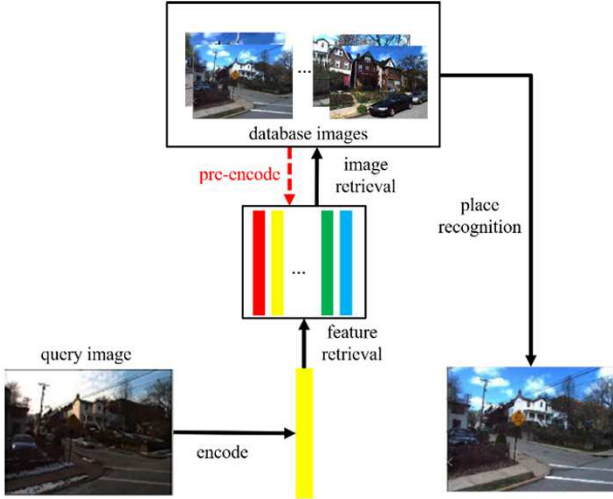 ...
database images
pre-encode
image
retrieval
place
recognition
...
feature
retrieval
query image
encode